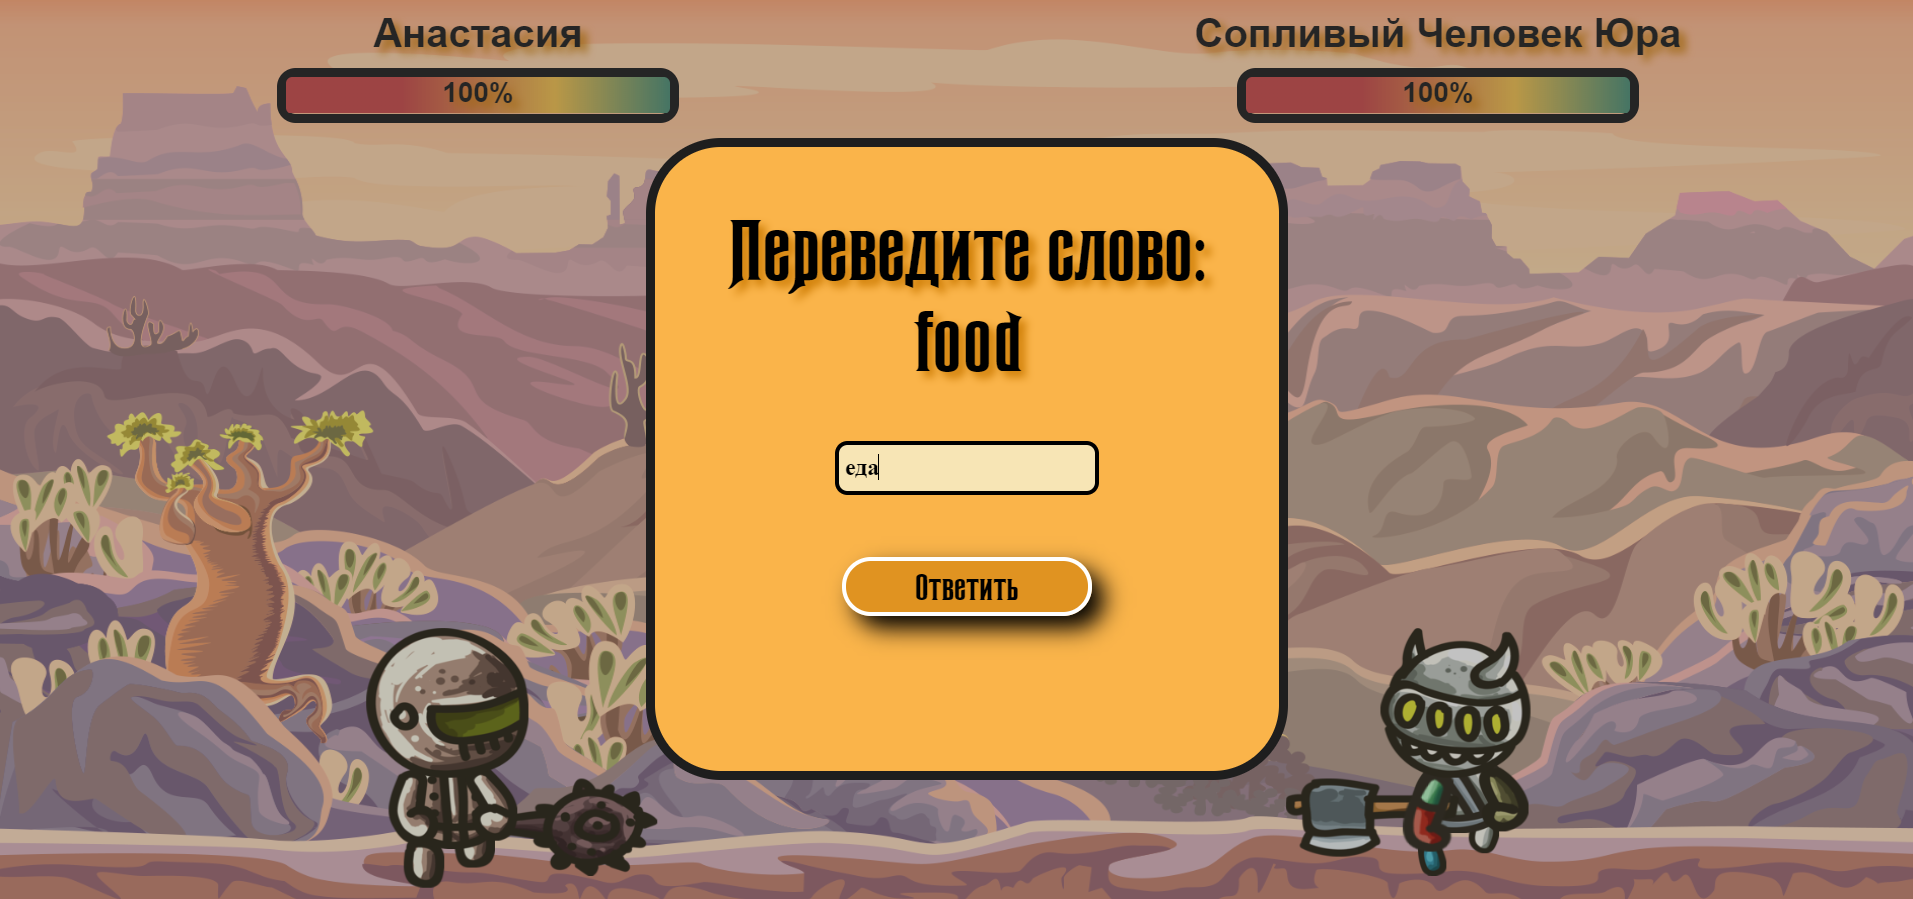 Анастасия
100%
Сопливый Человек Юра
100%
Переведите слово:
food
еда
Ответить